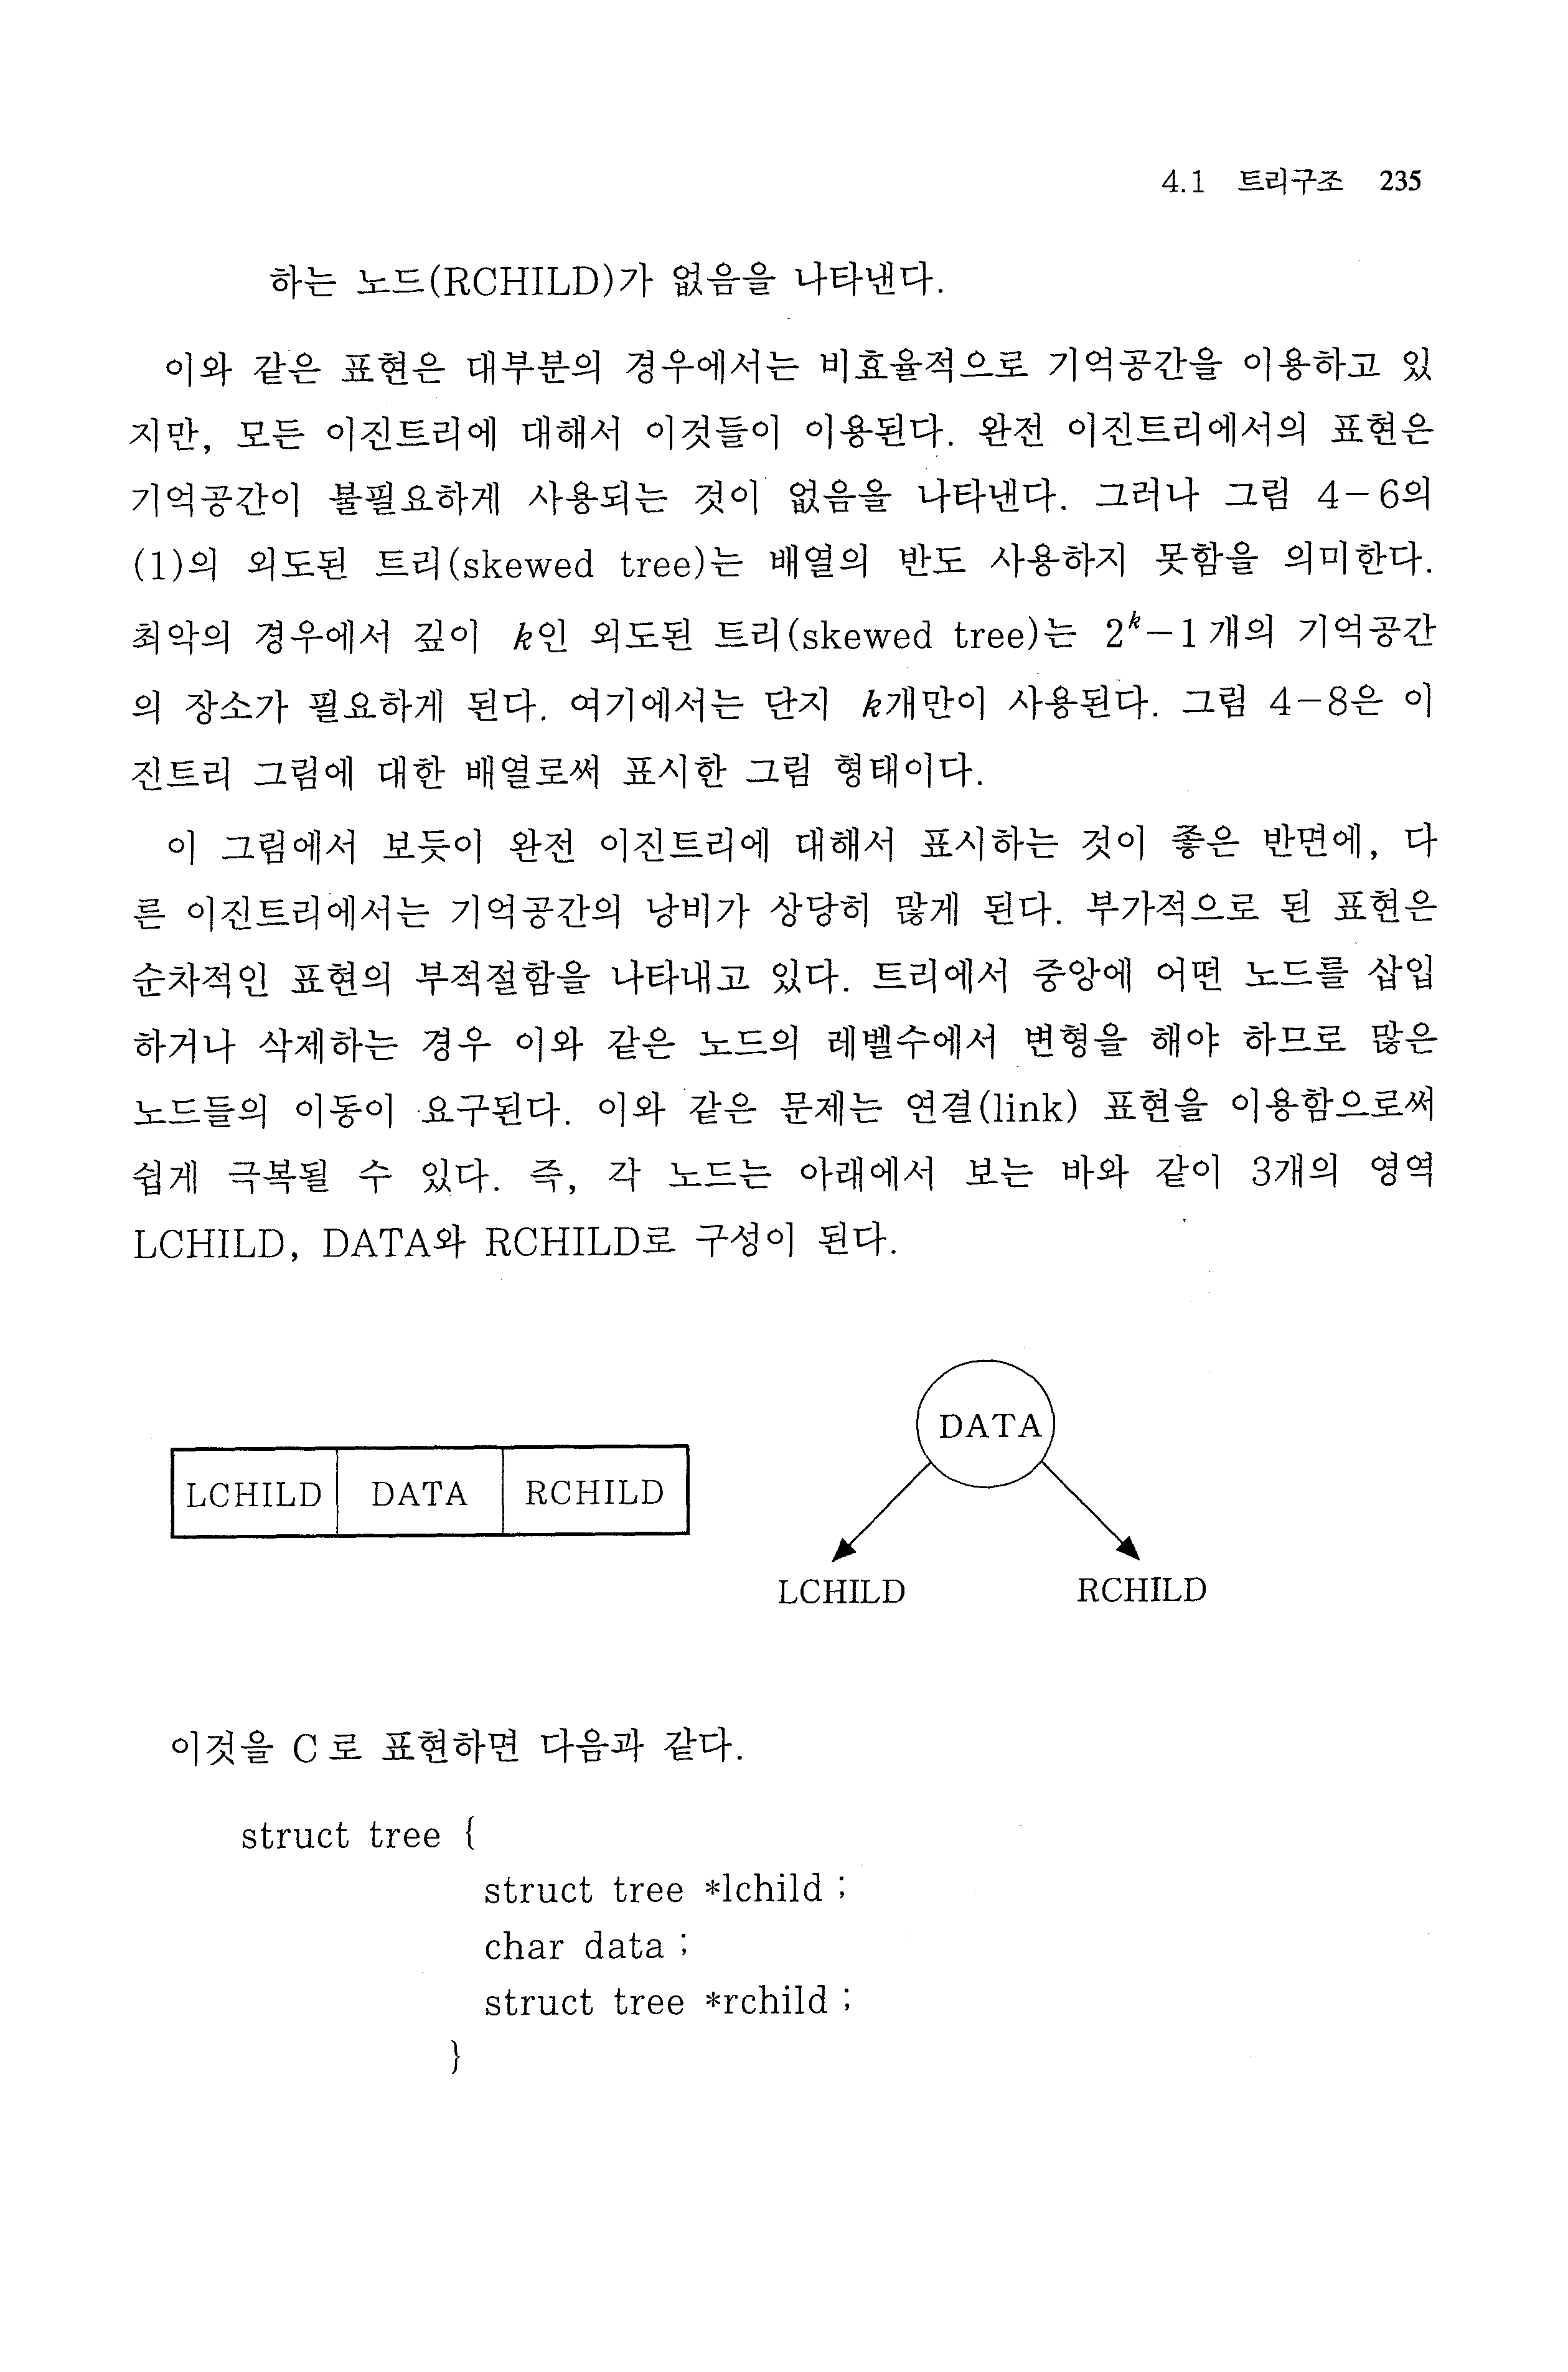 4.1 트리구조 235
하는 노드(RCHILD)가 없음을 나타낸다.
이와 같은 표현은 대부분의 경우에서는 비효율적으로 기억공간을 이용하고 있
지만, 모든 이진트리에 대해서 이것들이 이용된다. 완전 이진트리에서의 표현은
기억공간이 불필요하게 사용되는 것이 없음을 나타낸다. 그러나 그림 4-6의
(1)의 외도된 트리(skewed tree)는 배열의 반도 사용하지 못함을 의미한다.
최악의 경우에서 깊이 k인 외도된 트리(skewed tree)는 2^k-1개의 기억공간
의 장소가 필요하게 된다. 여기에서는 단지 k개만이 사용된다. 그림 4-8은 이
진트리 그림에 대한 배열로써 표시한 그림 형태이다.
이 그림에서 보듯이 완전 이진트리에 대해서 표시하는 것이 좋은 반면에, 다
른 이진트리에서는 기억공간의 낭비가 상당히 많게 된다. 부가적으로 된 표현은
순차적인 표현의 부적절함을 나타내고 있다. 트리에서 중앙에 어떤 노드를 삽입
하거나 삭제하는 경우 이와 같은 노드의 레벨수에서 변형을 해야 하므로 많은
노드들의 이동이 요구된다. 이와 같은 문제는 연결(link) 표현을 이용함으로써
쉽게 극복될 수 있다. 즉, 각 노드는 아래에서 보는 바와 같이 3개의 영역
LCHILD, DATA와 RCHILD로 구성이 된다.
LCHILD DATA RCHILD
DATA
LCHILD RCHILD
이것을 C로 표현하면 다음과 같다.
struct tree {
struct tree *lchild ;
char data ;
struct tree *rchild ;
}